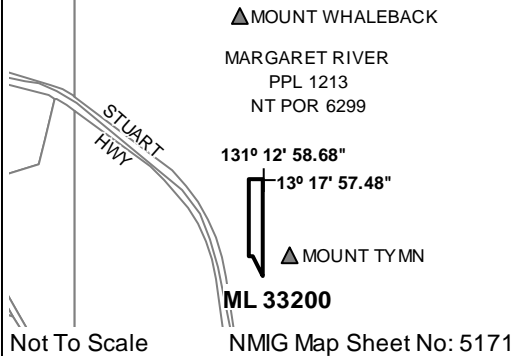 MOUNT WHALEBACK
MARGARET RIVER
PPL 1213
NT POR 6299
STUART
HWY
131º 12' 58.68"
13º 17' 57.48"
MOUNT TYMN
ML 33200
Not To Scale NMIG Map Sheet No: 5171